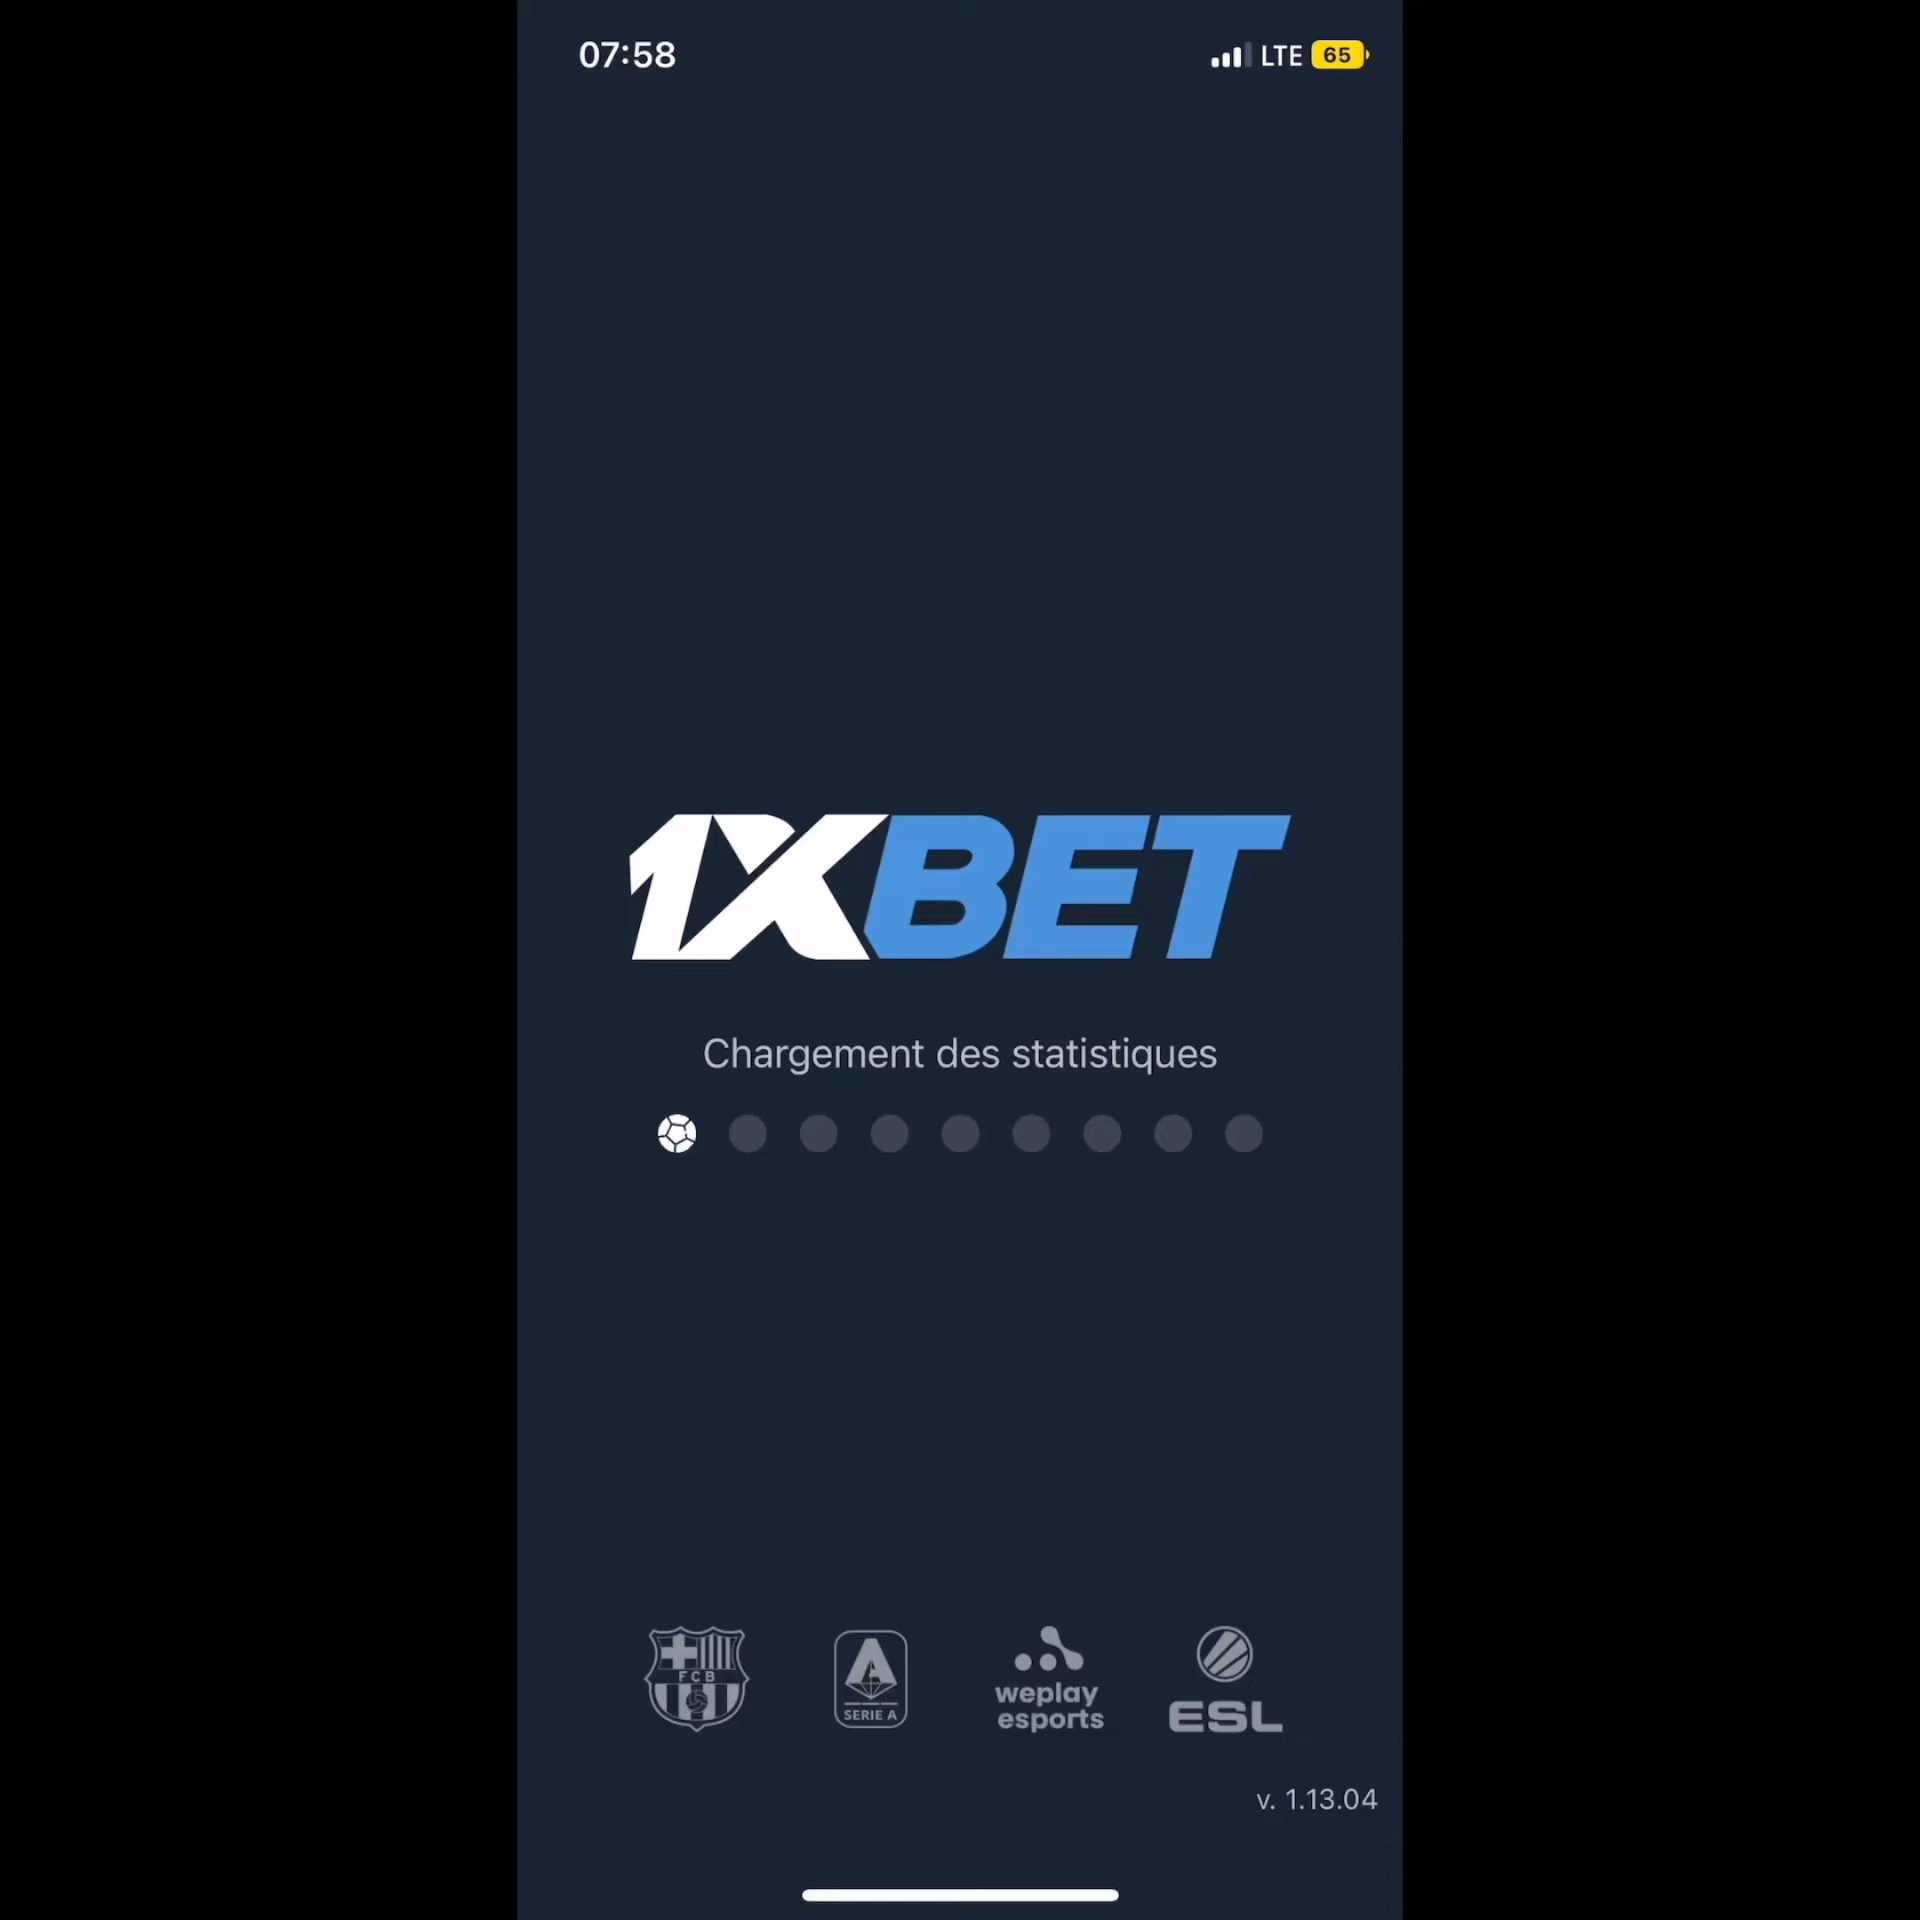 07:58 LTE 65
1XBET
Chargement des statistiques
FCB
SERIE A
weplay
esports
ESL
v. 1.13.04